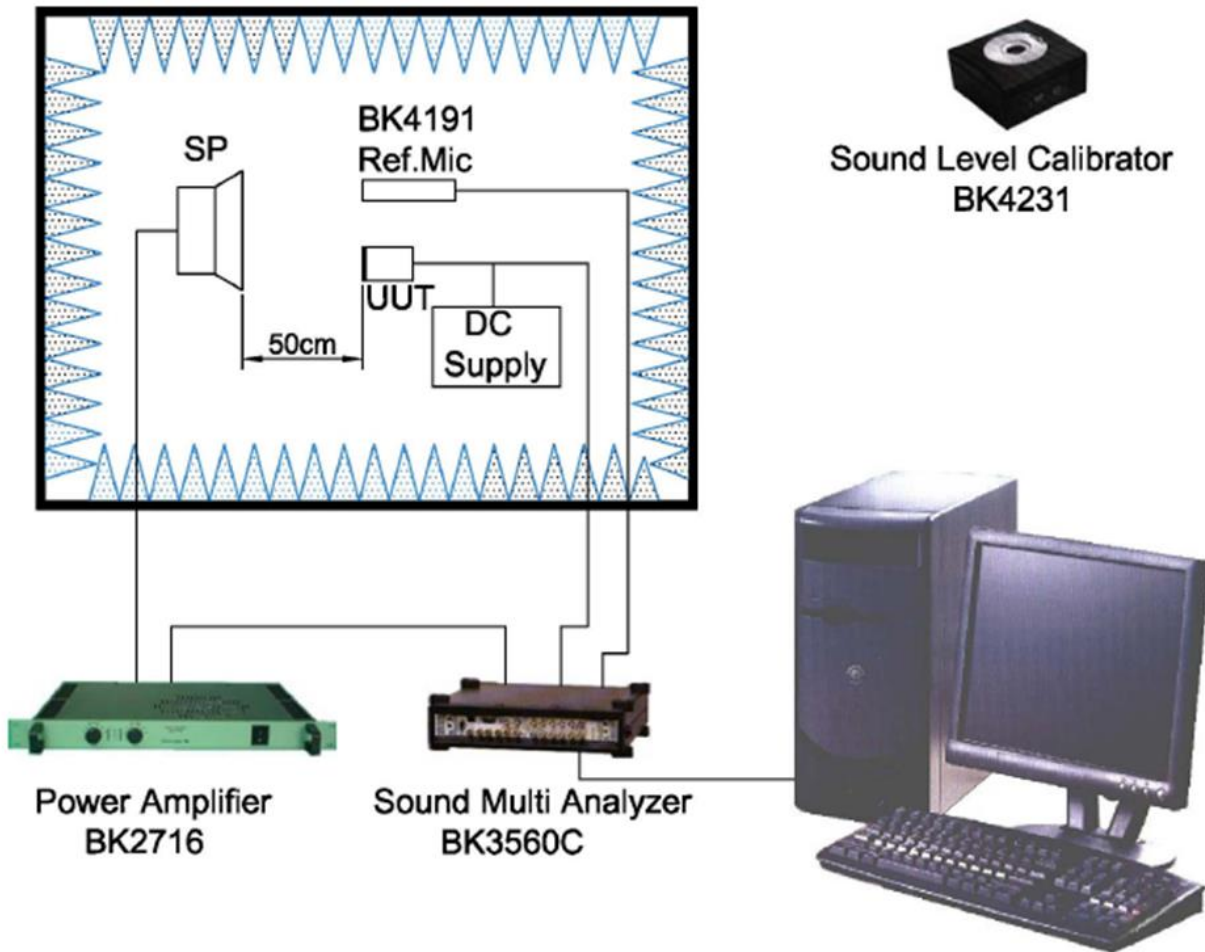 SP
BK4191
Ref.Mic
UUT
DC
Supply
50cm
Sound Level Calibrator
BK4231
Power Amplifier
BK2716
Sound Multi Analyzer
BK3560C